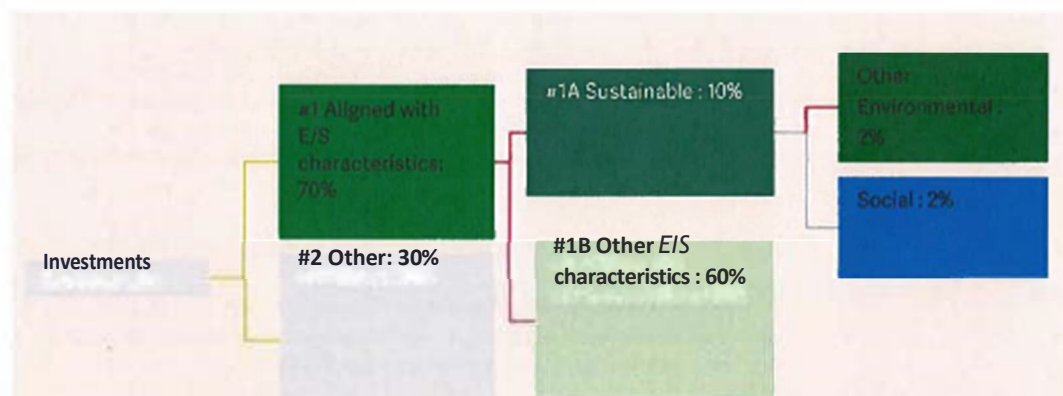 #1 Aligned with
E/S
characteristics:
70%
#1A Sustainable : 10%
Other
Environmental :
2%
Social : 2%
Investments
#2 Other: 30%
#1B Other EIS
characteristics : 60%